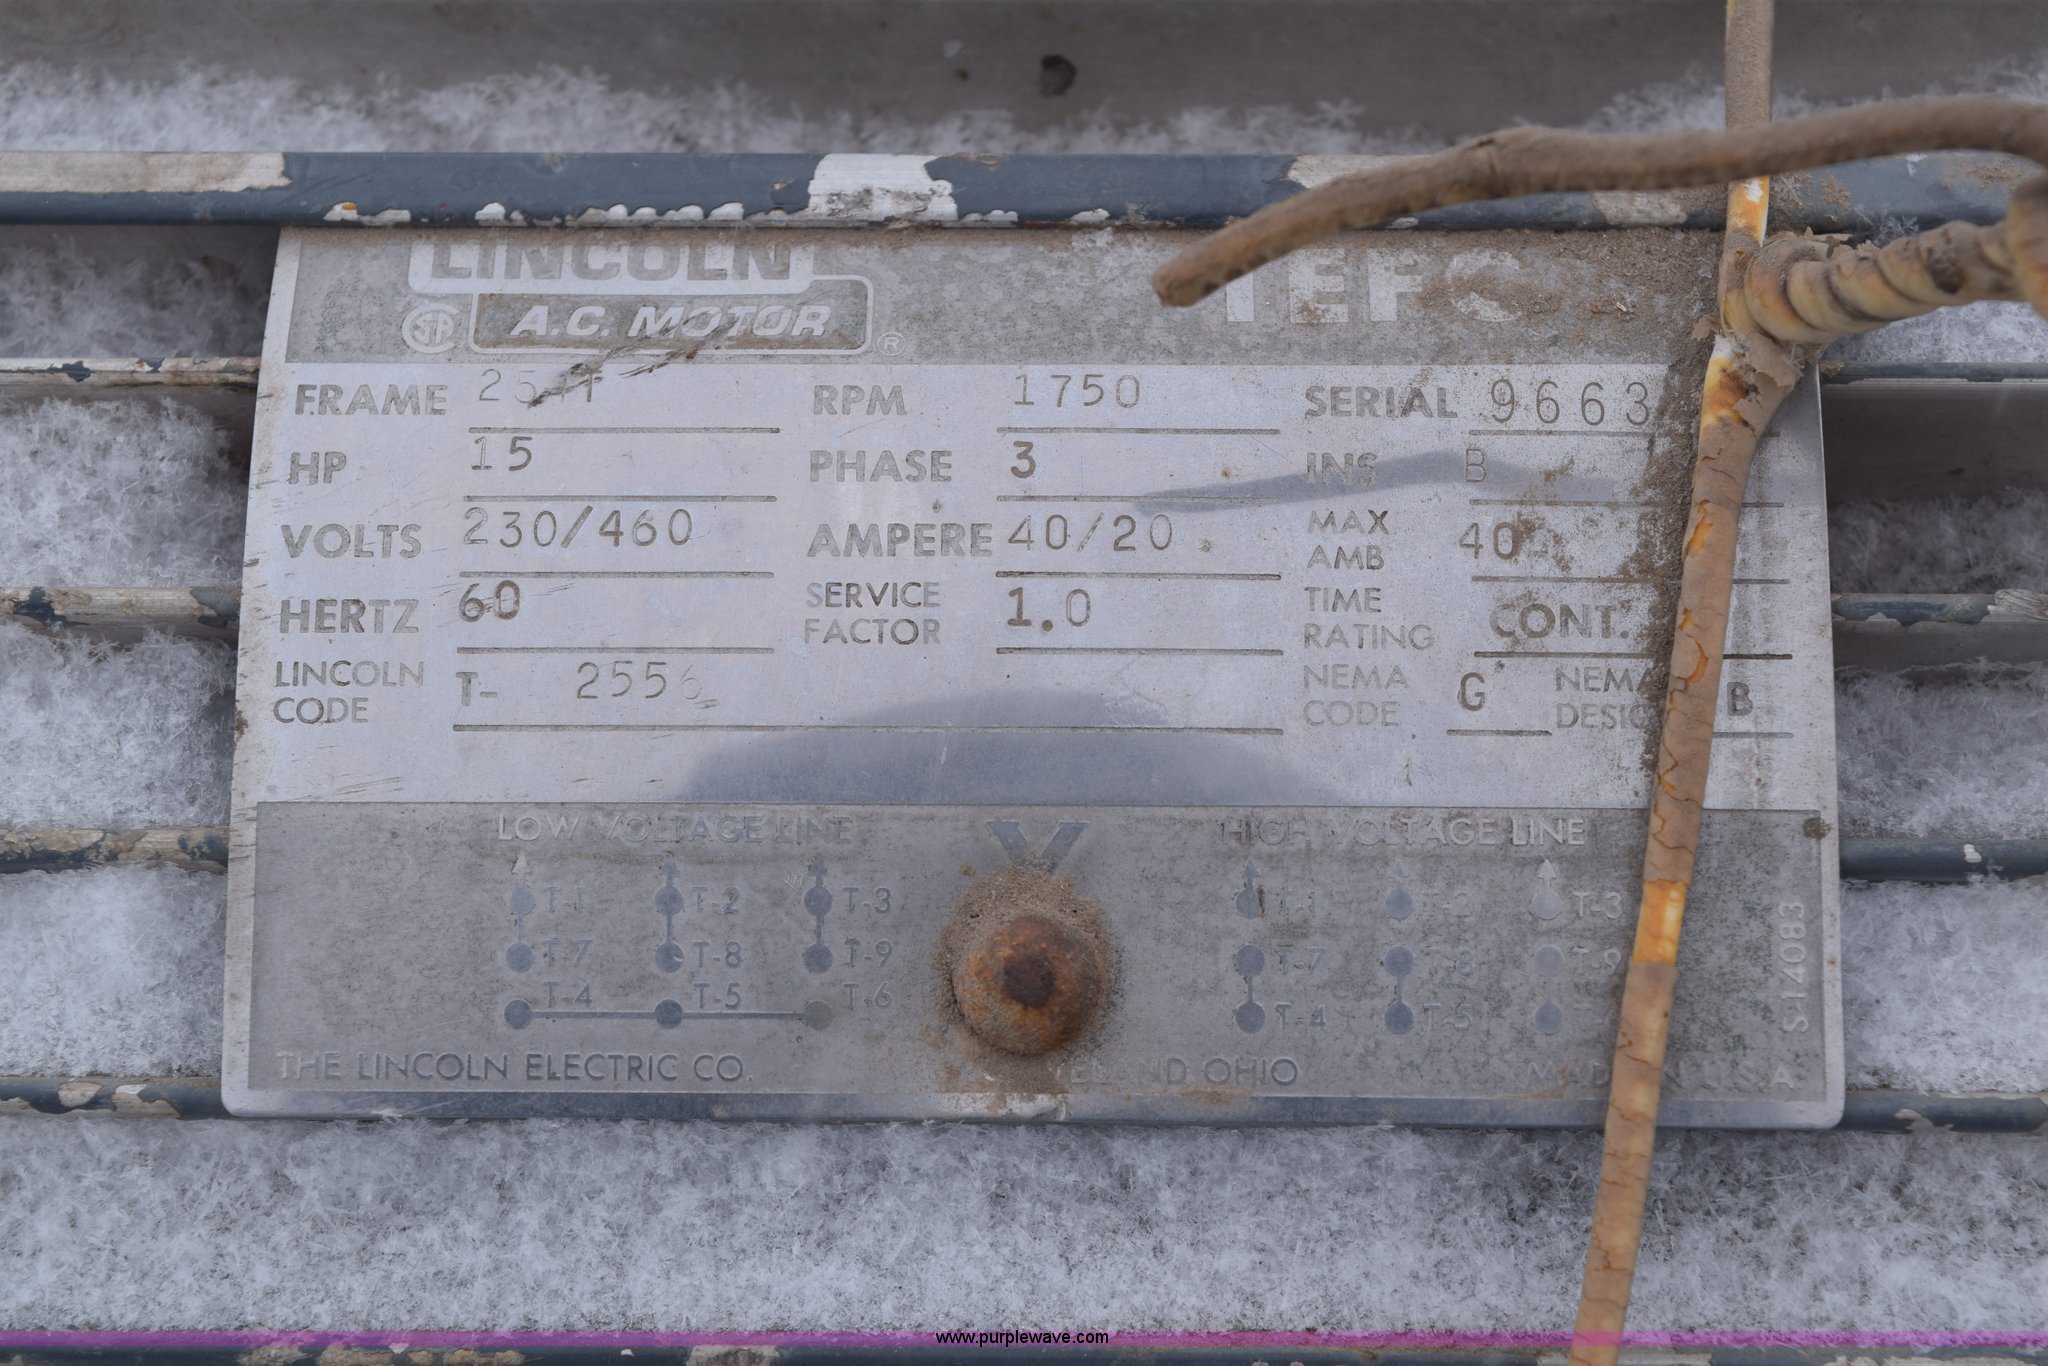 LINCOLN
A.C. MOTOR ®
TEFC
FRAME RPM 1750 SERIAL 9663
HP 15 PHASE 3 INS B
VOLTS 230/460 AMPERE 40/20 MAX AMB 40
HERTZ 60 SERVICE FACTOR 1.0 TIME RATING CONT.
LINCOLN CODE T- 2556 NEMA CODE G NEMA B
LOW VOLTAGE LINE Y HIGH VOLTAGE LINE
T-1 T-2 T-3 T-1 T-2 T-3
T-7 T-8 T-9 T-7 T-8 T-9
T-4 T-5 T-6 T-4 T-5
THE LINCOLN ELECTRIC CO. OHIO U.S.A.
S-14083
www.purplewave.com